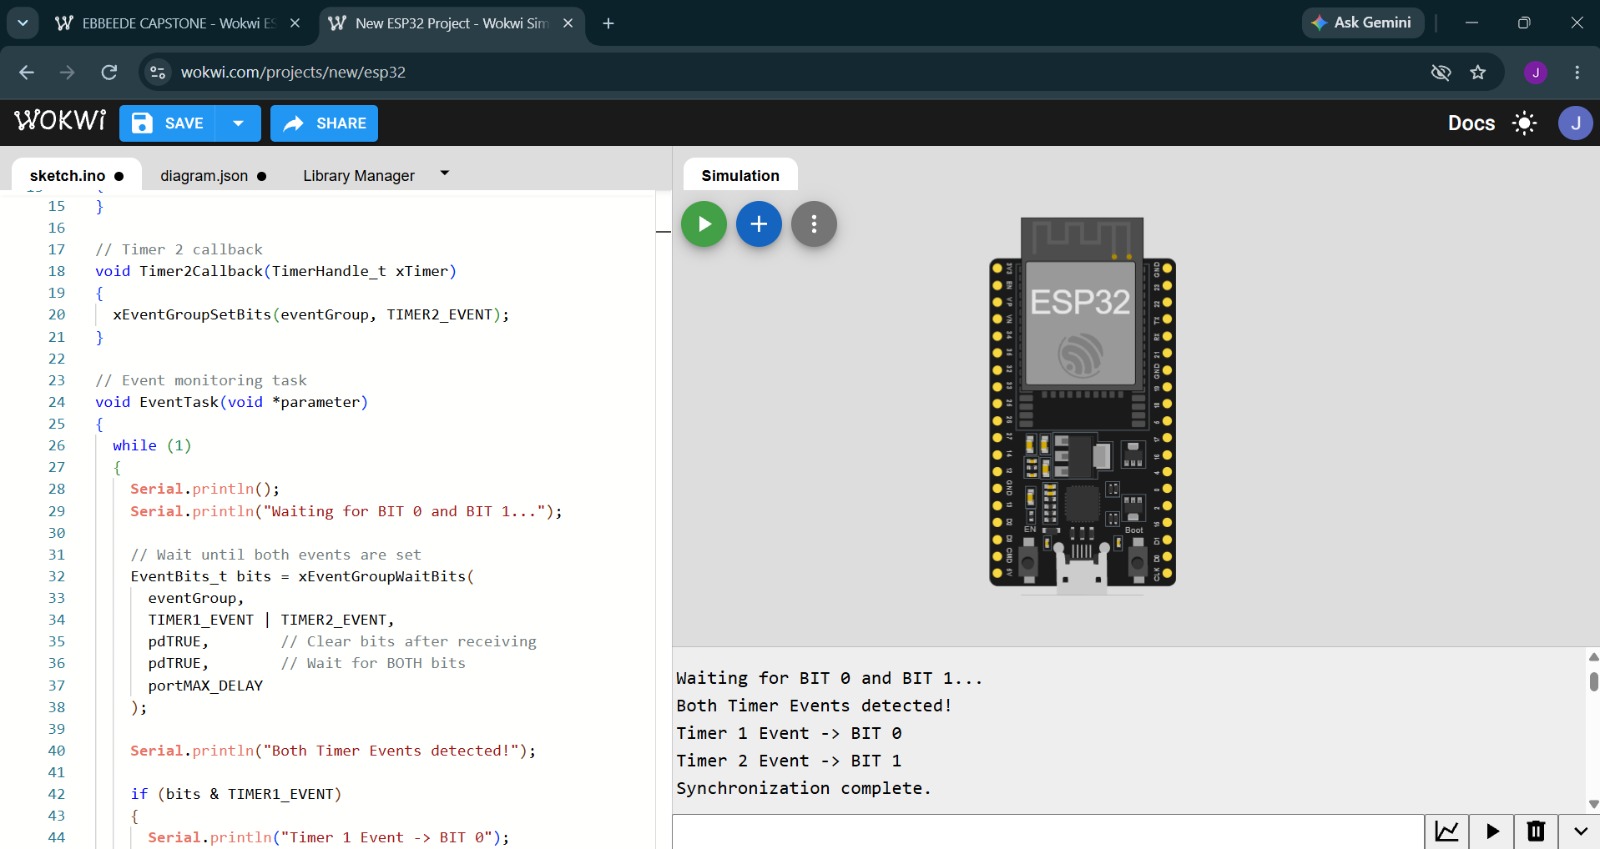 EBBEEDE CAPSTONE - Wokwi ES
New ESP32 Project - Wokwi Sim
Ask Gemini
wokwi.com/projects/new/esp32
J
WOKWI
SAVE
SHARE
Docs
J
sketch.ino
diagram.json
Library Manager
15 }
16
17 // Timer 2 callback
18 void Timer2Callback(TimerHandle_t xTimer)
19 {
20 xEventGroupSetBits(eventGroup, TIMER2_EVENT);
21 }
22
23 // Event monitoring task
24 void EventTask(void *parameter)
25 {
26 while (1)
27 {
28 Serial.println();
29 Serial.println("Waiting for BIT 0 and BIT 1...");
30
31 // Wait until both events are set
32 EventBits_t bits = xEventGroupWaitBits(
33 eventGroup,
34 TIMER1_EVENT | TIMER2_EVENT,
35 pdTRUE, // Clear bits after receiving
36 pdTRUE, // Wait for BOTH bits
37 portMAX_DELAY
38 );
39
40 Serial.println("Both Timer Events detected!");
41
42 if (bits & TIMER1_EVENT)
43 {
44 Serial.println("Timer 1 Event -> BIT 0");
Simulation
ESP32
EN
Boot
Waiting for BIT 0 and BIT 1...
Both Timer Events detected!
Timer 1 Event -> BIT 0
Timer 2 Event -> BIT 1
Synchronization complete.